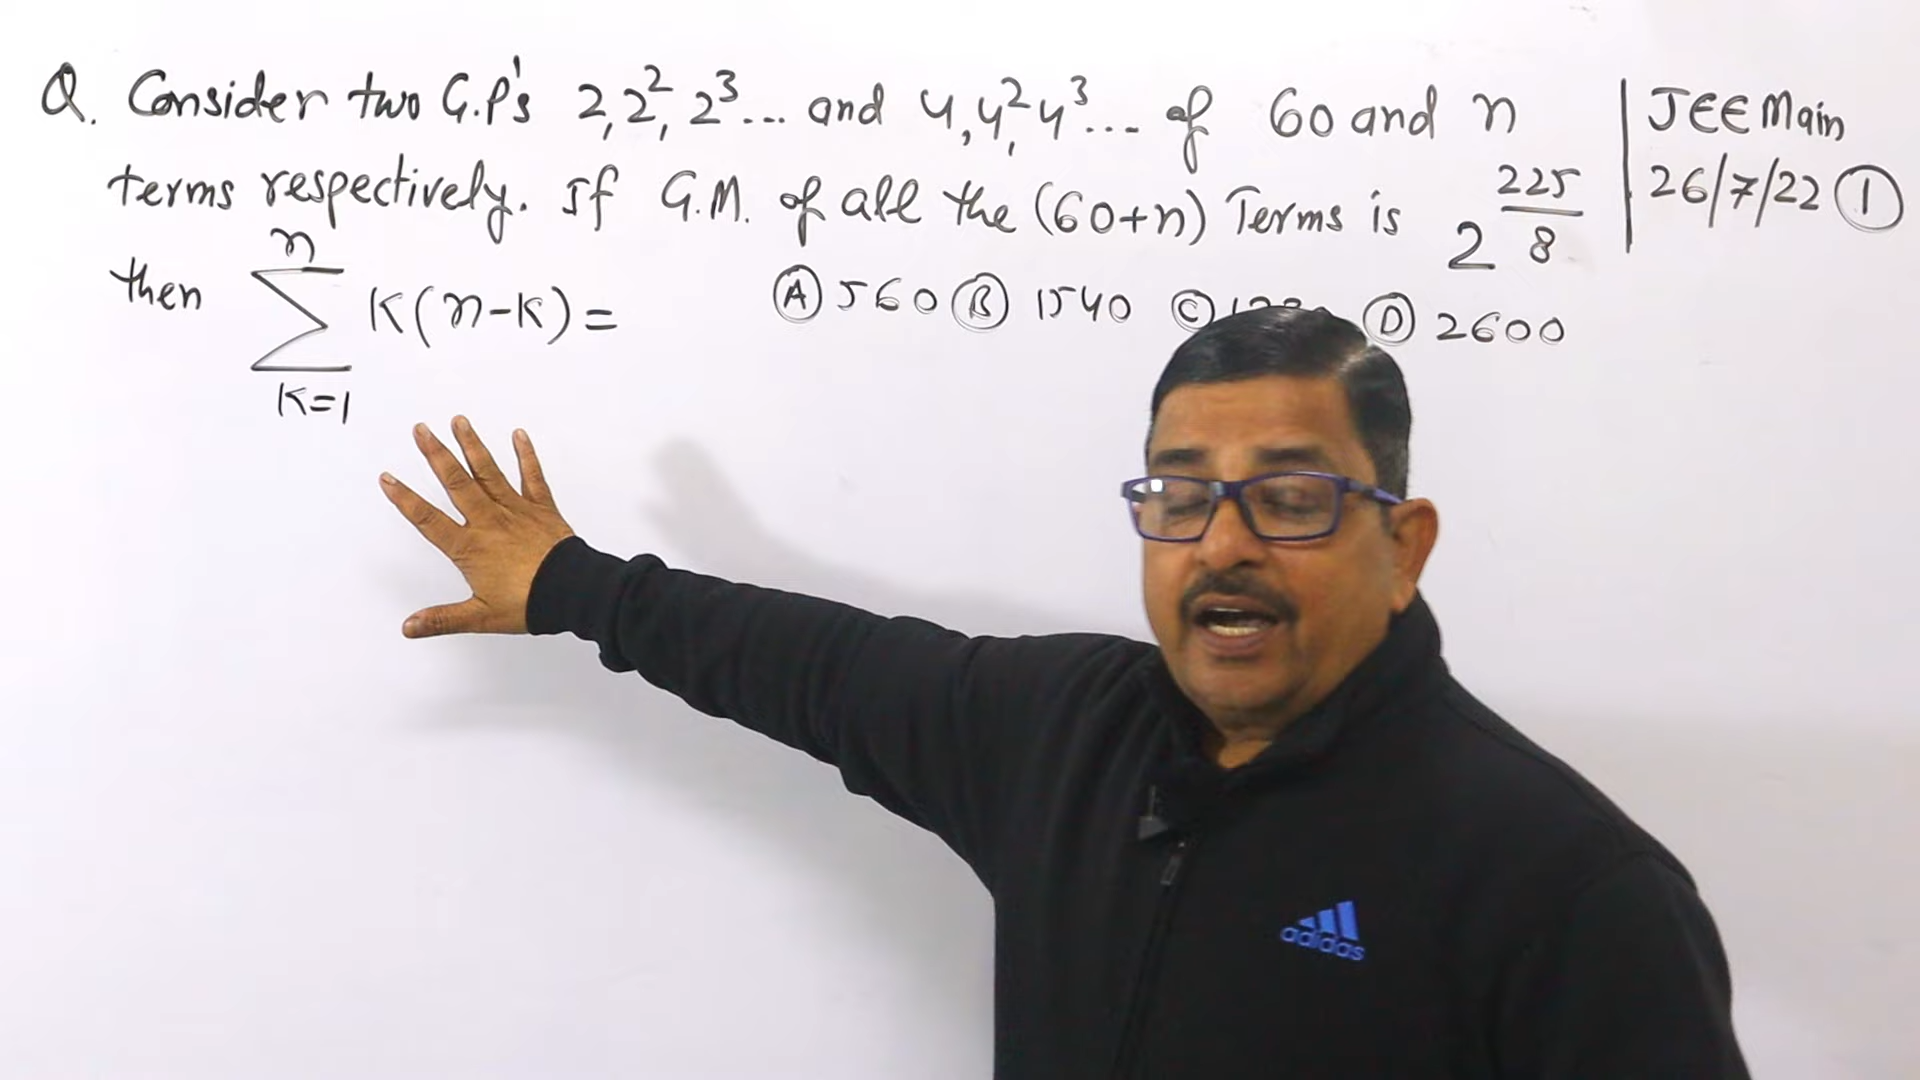 Q. Consider two G.P's 2, 2², 2³... and 4, 4², 4³... of 60 and n
terms respectively. If G.M. of all the (60+n) Terms is 2^(225/8)
then ∑_{K=1}^{n} K(n-K)=
(A) 560 (B) 1540 (C) (D) 2600
JEE Main
26/7/22 (1)
adidas